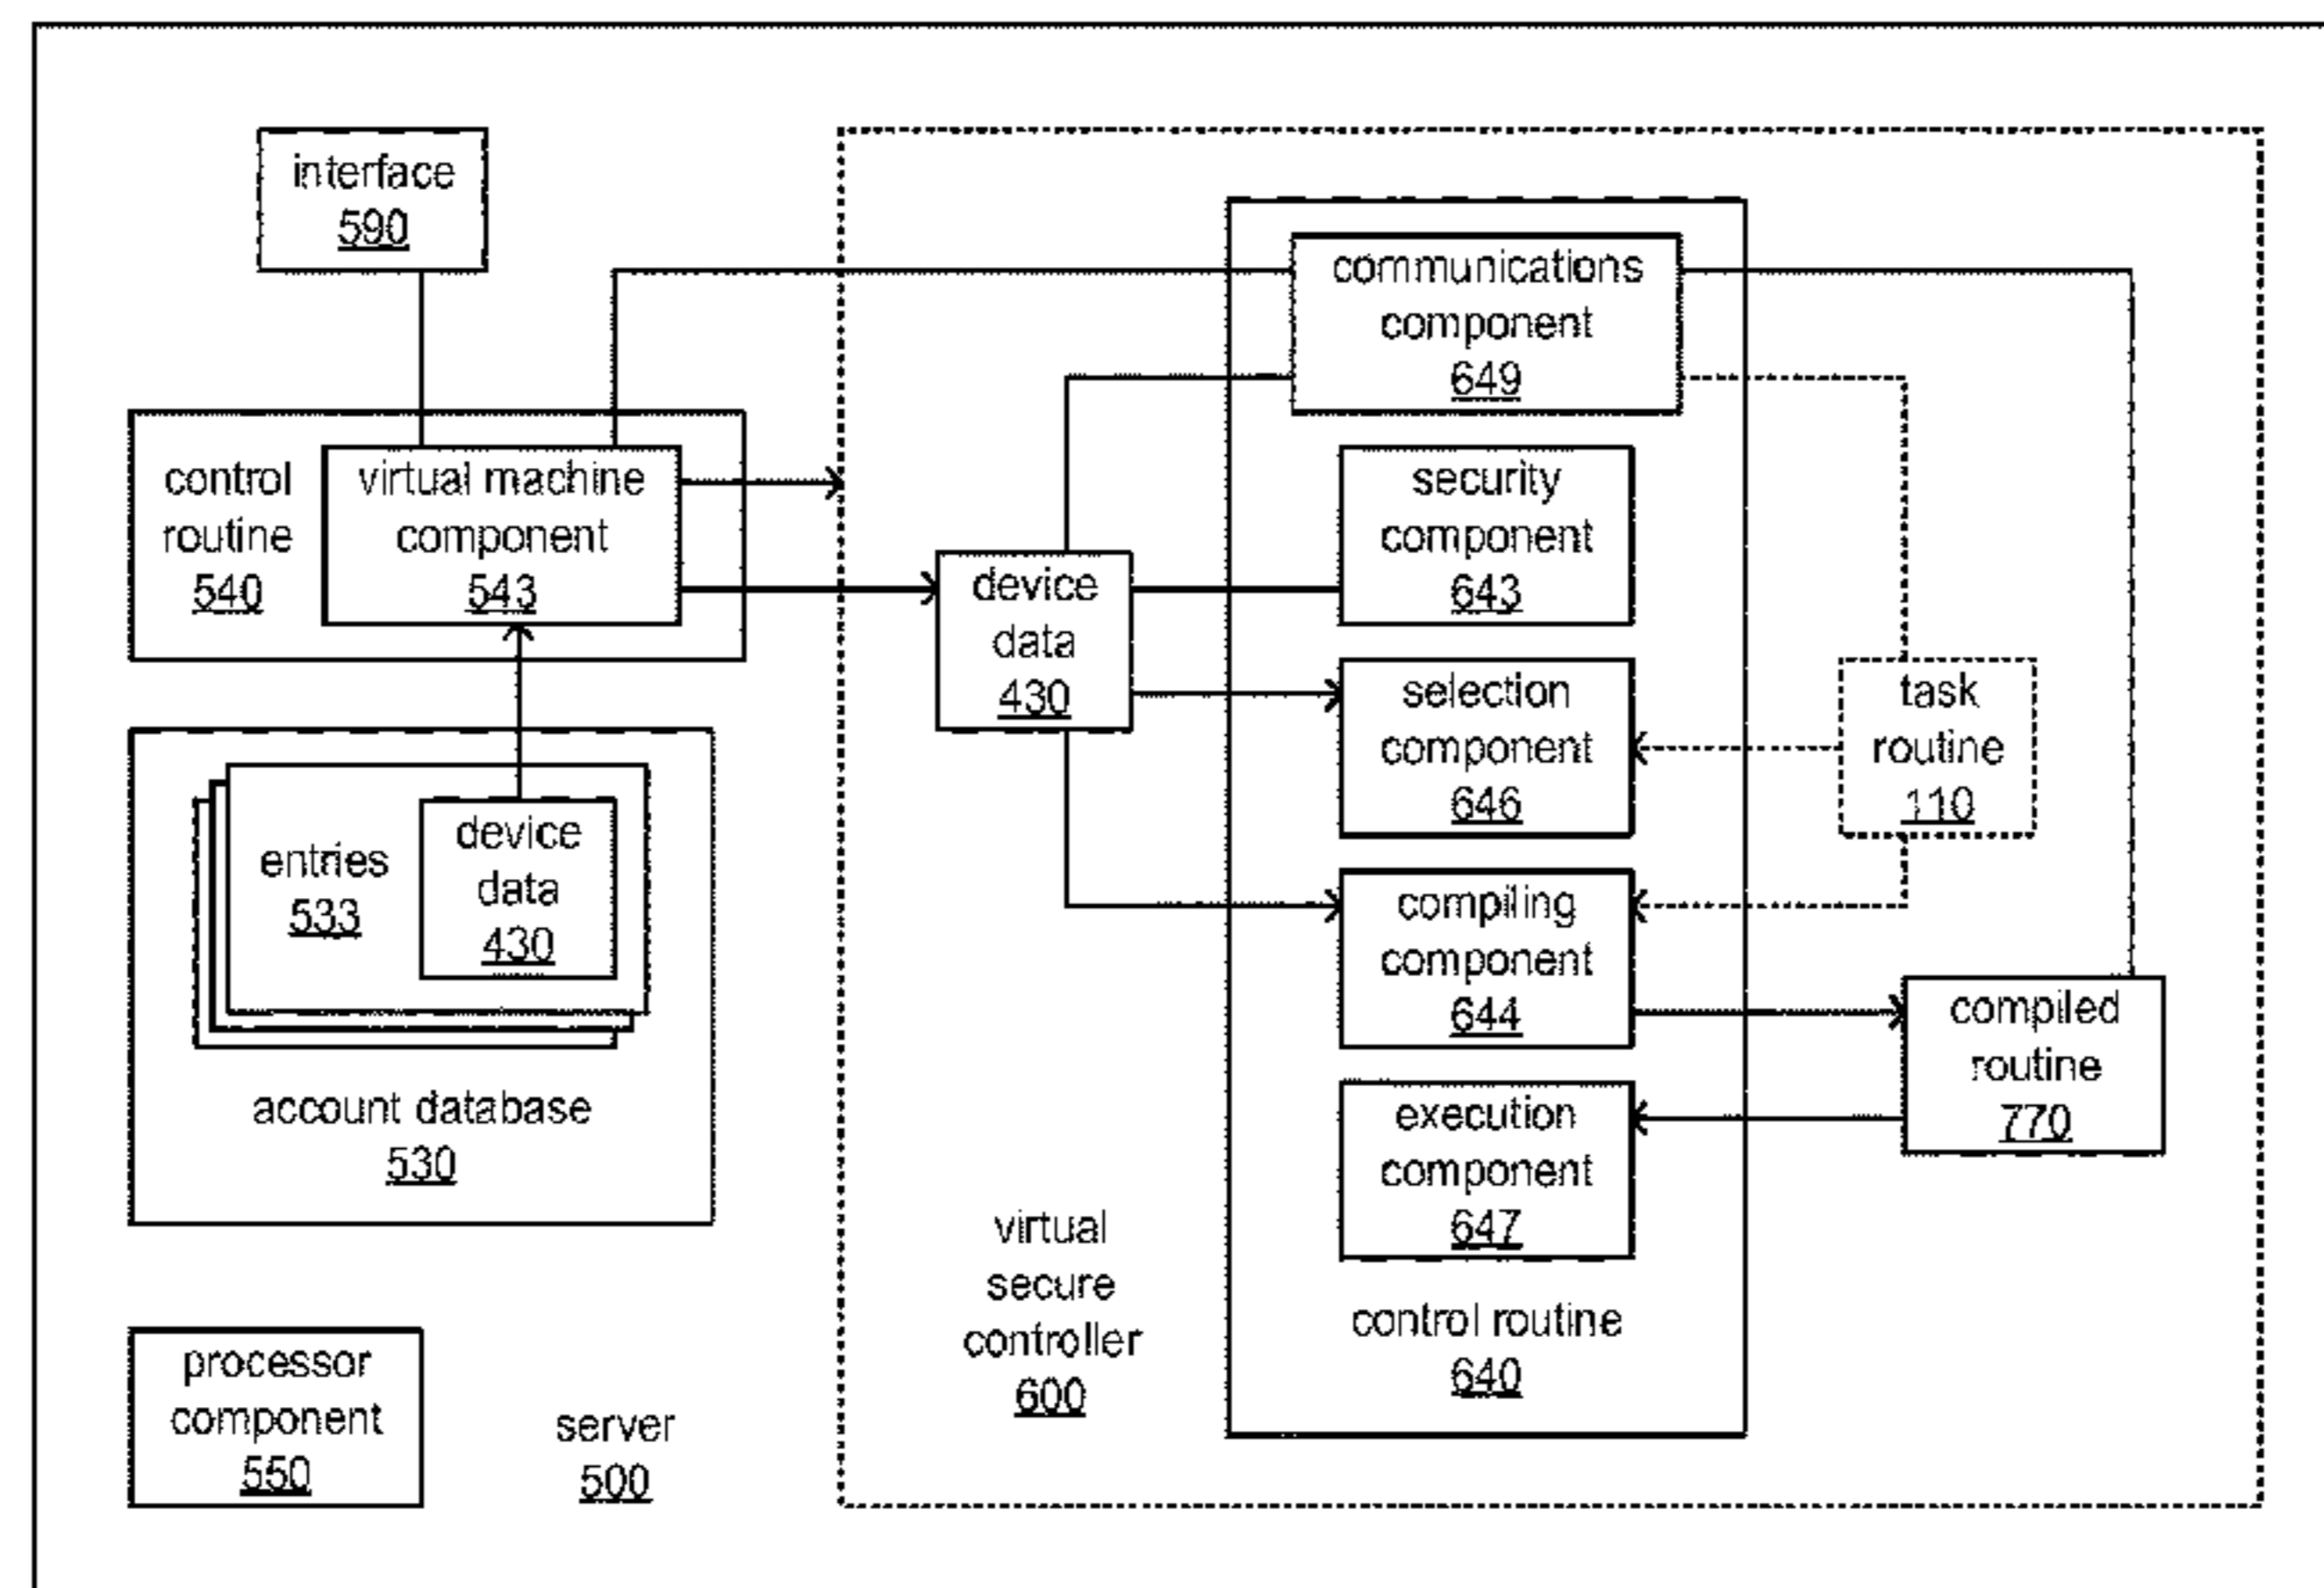 interface
590
control
routine
540
virtual machine
component
543
entries
533
device
data
430
account database
530
processor
component
550
server
500
device
data
430
virtual
secure
controller
600
communications
component
649
security
component
643
selection
component
646
compiling
component
644
execution
component
647
control routine
640
task
routine
110
compiled
routine
770